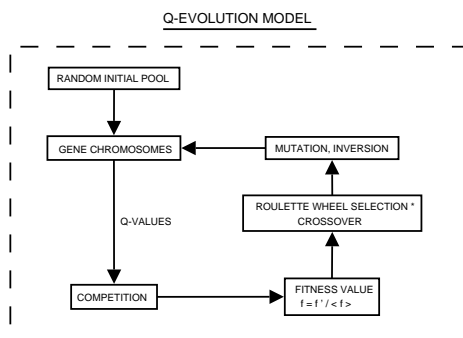 Q-EVOLUTION MODEL
RANDOM INITIAL POOL
GENE CHROMOSOMES
MUTATION, INVERSION
ROULETTE WHEEL SELECTION *
CROSSOVER
Q-VALUES
COMPETITION
FITNESS VALUE
f = f ' / < f >